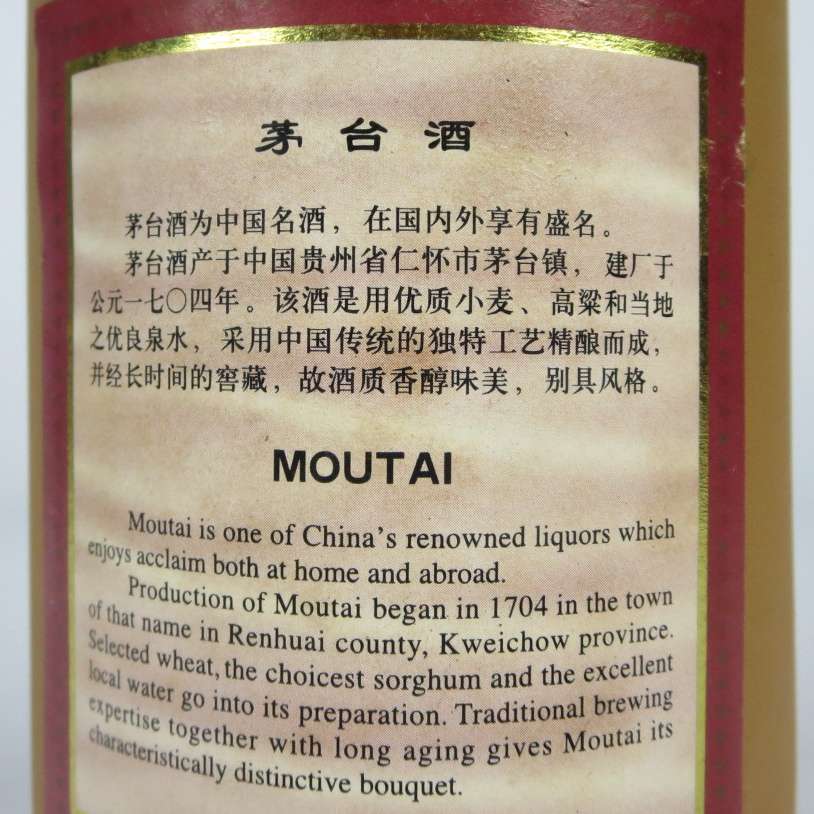 茅台酒
茅台酒为中国名酒，在国内外享有盛名。
茅台酒产于中国贵州省仁怀市茅台镇，建厂于
公元一七〇四年。该酒是用优质小麦、高粱和当地
之优良泉水，采用中国传统的独特工艺精酿而成，
并经长时间的窖藏，故酒质香醇味美，别具风格。
MOUTAI
Moutai is one of China's renowned liquors which
enjoys acclaim both at home and abroad.
Production of Moutai began in 1704 in the town
of that name in Renhuai county, Kweichow province.
Selected wheat, the choicest sorghum and the excellent
local water go into its preparation. Traditional brewing
expertise together with long aging gives Moutai its
characteristically distinctive bouquet.